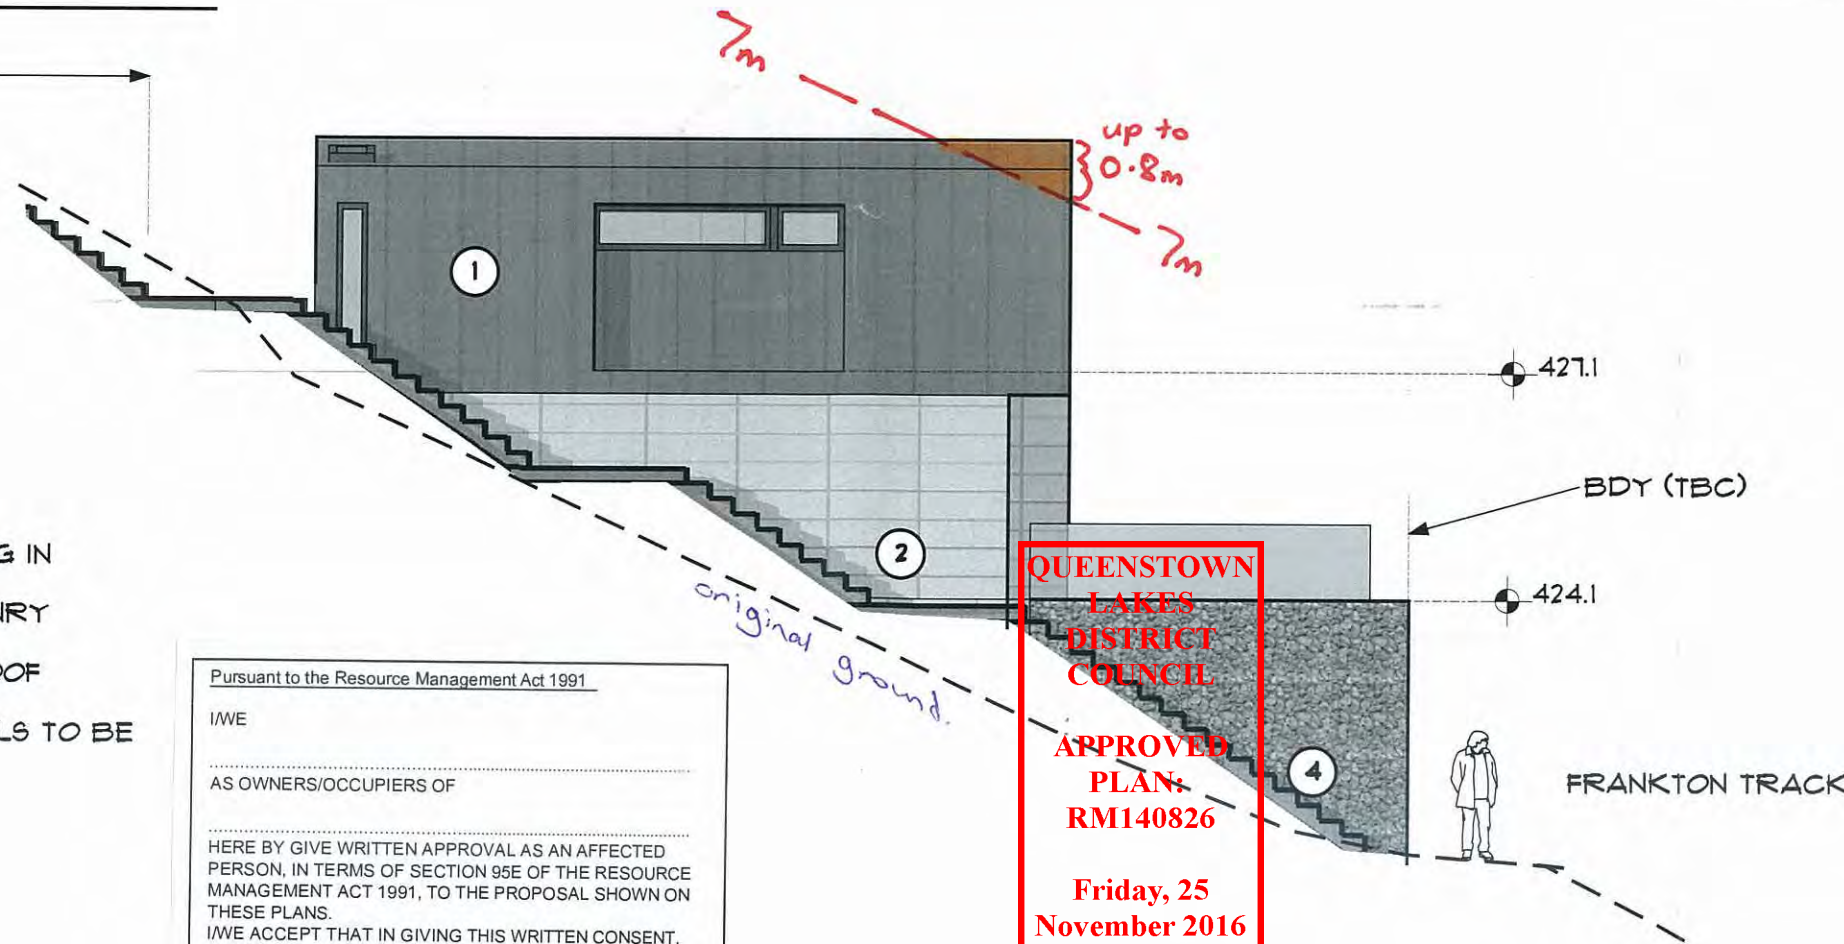 7m
up to
0.8m
7m
1
427.1
BDY (TBC)
2
424.1
original ground.
G IN
NRY
OOF
LS TO BE
QUEENSTOWN
LAKES
DISTRICT
COUNCIL
APPROVED
PLAN:
RM140826
Friday, 25
November 2016
4
FRANKTON TRACK
Pursuant to the Resource Management Act 1991
I/WE
AS OWNERS/OCCUPIERS OF
HERE BY GIVE WRITTEN APPROVAL AS AN AFFECTED
PERSON, IN TERMS OF SECTION 95E OF THE RESOURCE
MANAGEMENT ACT 1991, TO THE PROPOSAL SHOWN ON
THESE PLANS.
I/WE ACCEPT THAT IN GIVING THIS WRITTEN CONSENT,